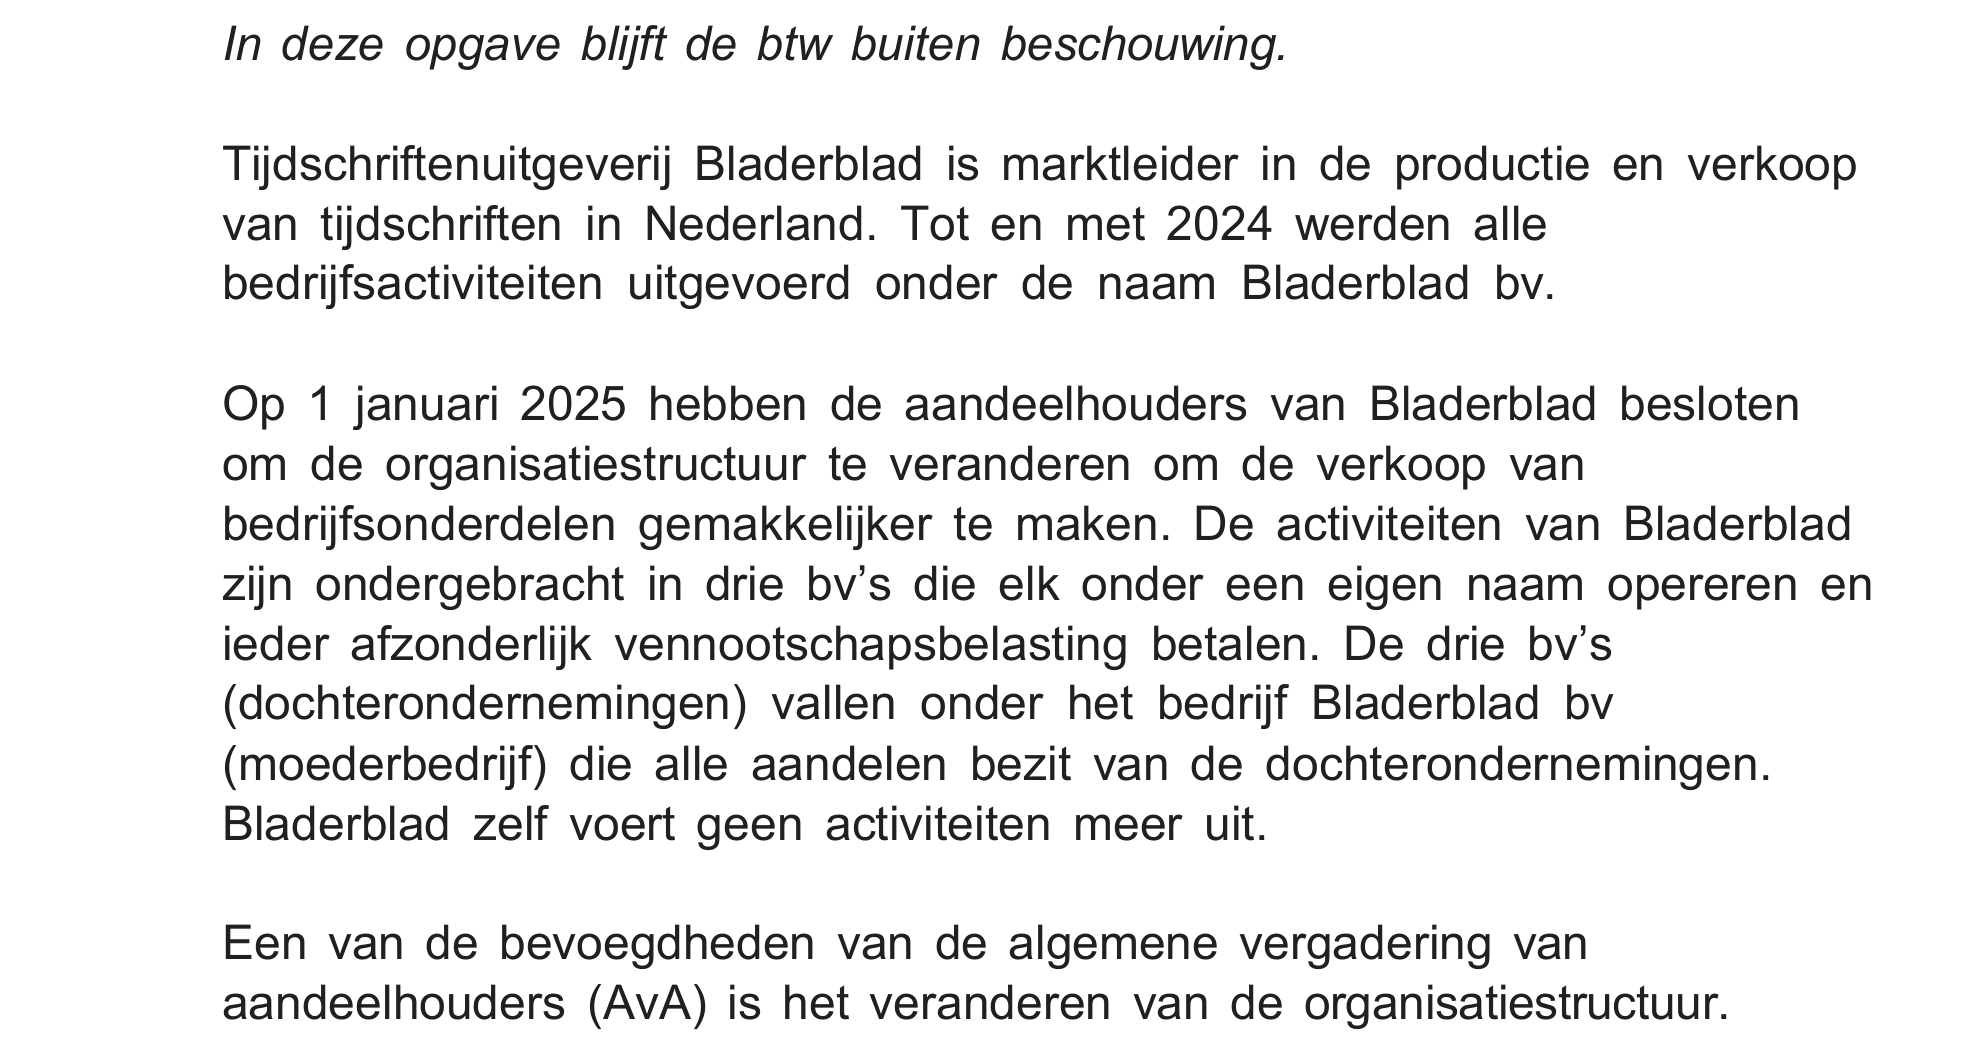 In deze opgave blijft de btw buiten beschouwing.
Tijdschriftenuitgeverij Bladerblad is marktleider in de productie en verkoop
van tijdschriften in Nederland. Tot en met 2024 werden alle
bedrijfsactiviteiten uitgevoerd onder de naam Bladerblad bv.
Op 1 januari 2025 hebben de aandeelhouders van Bladerblad besloten
om de organisatiestructuur te veranderen om de verkoop van
bedrijfsonderdelen gemakkelijker te maken. De activiteiten van Bladerblad
zijn ondergebracht in drie bv’s die elk onder een eigen naam opereren en
ieder afzonderlijk vennootschapsbelasting betalen. De drie bv’s
(dochterondernemingen) vallen onder het bedrijf Bladerblad bv
(moederbedrijf) die alle aandelen bezit van de dochterondernemingen.
Bladerblad zelf voert geen activiteiten meer uit.
Een van de bevoegdheden van de algemene vergadering van
aandeelhouders (AvA) is het veranderen van de organisatiestructuur.